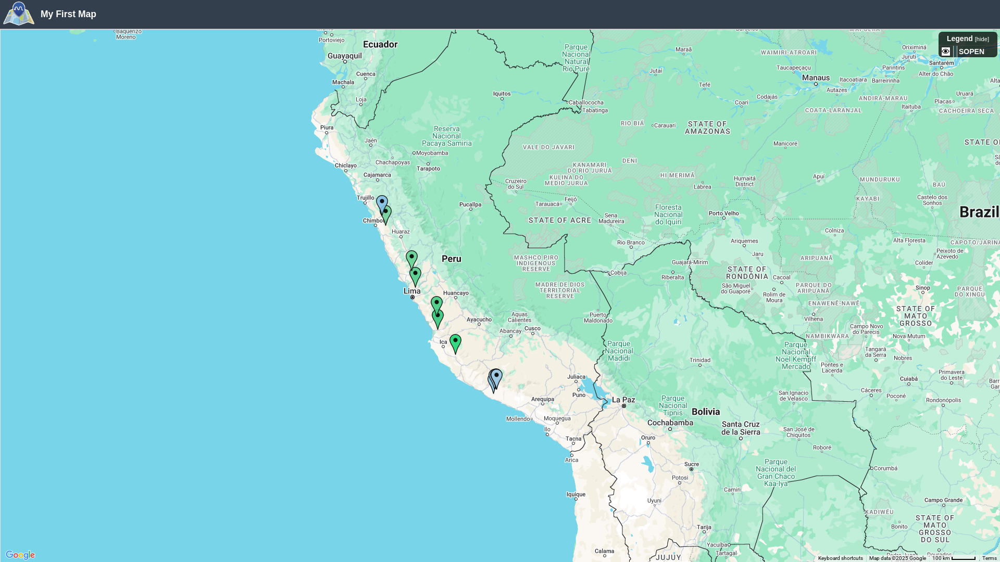 My First Map
Legend [hide]
SOPEN
Baquerizo
Moreno
Portoviejo
Ecuador
Guayaquil
Cuenca
Machala
Loja
Piura
Jaén
Moyobamba
Chachapoyas
Tarapoto
Chiclayo
Cajamarca
Trujillo
Huaraz
Pucallpa
Iquitos
Reserva
Nacional
Pacaya Samiria
Peru
Lima
Huancayo
Ayacucho
Ica
Abancay
Aguas
Calientes
Cusco
Juliaca
Puno
Arequipa
Mollendo
Moquegua
Ilo
Tacna
Arica
Iquique
Calama
Parque
Nacional
Natural
Río Puré
Caballococha
Tabatinga
Maraã
Jutaí
Tefé
Coari
Codajás
WAIMIRI-ATROARI
Taucapeçaçu
Manaus
Itacoatiara
Autazes
Parintins
Barreirinha
Oriximiná
Juruti
Santarém
Alter do Chão
ANDIRÁ-MARAU
COATA-LARANJAL
Placas
Uruará
Itaituba
CACHOEIRA SECA
RIO BIÁ
Carauari
STATE OF
AMAZONAS
VALE DO JAVARI
DENI
KANAMARI
DO RIO JURUÁ
KULINA DO
MEDIO JURUA
Cruzeiro
do Sul
HI MERIMÃ
Lábrea
Humaitá
District
Manicoré
Apuí
MUNDURUKU
BAÚ
KAYABI
Castelo dos
Sonhos
Brazil
Tarauacá
Feijó
Sena
Madureira
STATE OF ACRE
Floresta
Nacional
do Iquiri
Porto Velho
Rio Branco
Ariquemes
Jaru
Colniza
Alta Floresta
Peixoto de
Azevedo
Colíder
ARIPUANÃ
MASHCO PIRO
INDIGENOUS
RESERVE
MADRE DE DIOS
TERRITORIAL
RESERVE
Cobija
Guajará-Mirim
Riberalta
STATE OF
RONDÔNIA
São Miguel
do Guaporé
Cacoal
Rolim de
Moura
PARQUE DO
ARIPUANÃ
ENAWENÊ-NAWÊ
Vilhena
NAMBIKWARA
Sinop
PARQUE
DO XINGU
STATE OF
MATO
GROSSO
Campo Novo
do Parecis
Nova Mutum
Puerto
Maldonado
Parque
Nacional
Madidi
Trinidad
Parque
Nacional
Noel Kempff
Mercado
Tangará
da Serra
Nobres
Pontes e
Lacerda
Cuiabá
Primavera
do Leste
Cáceres
Poconé
Rondonópolis
San Ignacio
de Velasco
La Paz
Parque
Nacional
Tipnis
Bolivia
Cochabamba
Santa Cruz
de la Sierra
San José de
Chiquitos
Roboré
Oruro
Sucre
Potosi
Uyuni
Parque
Nacional del
Gran Chaco
Kaa-Iya
Camiri
Corumbá
Campo Grande
KADIWÉU
STATE OF
MATO
GROSSO
DO SUL
Bonito
Tarija
Yacuíba
Tartagal
JUJUY
Google
Keyboard shortcuts
Map data ©2025 Google
100 km
Terms